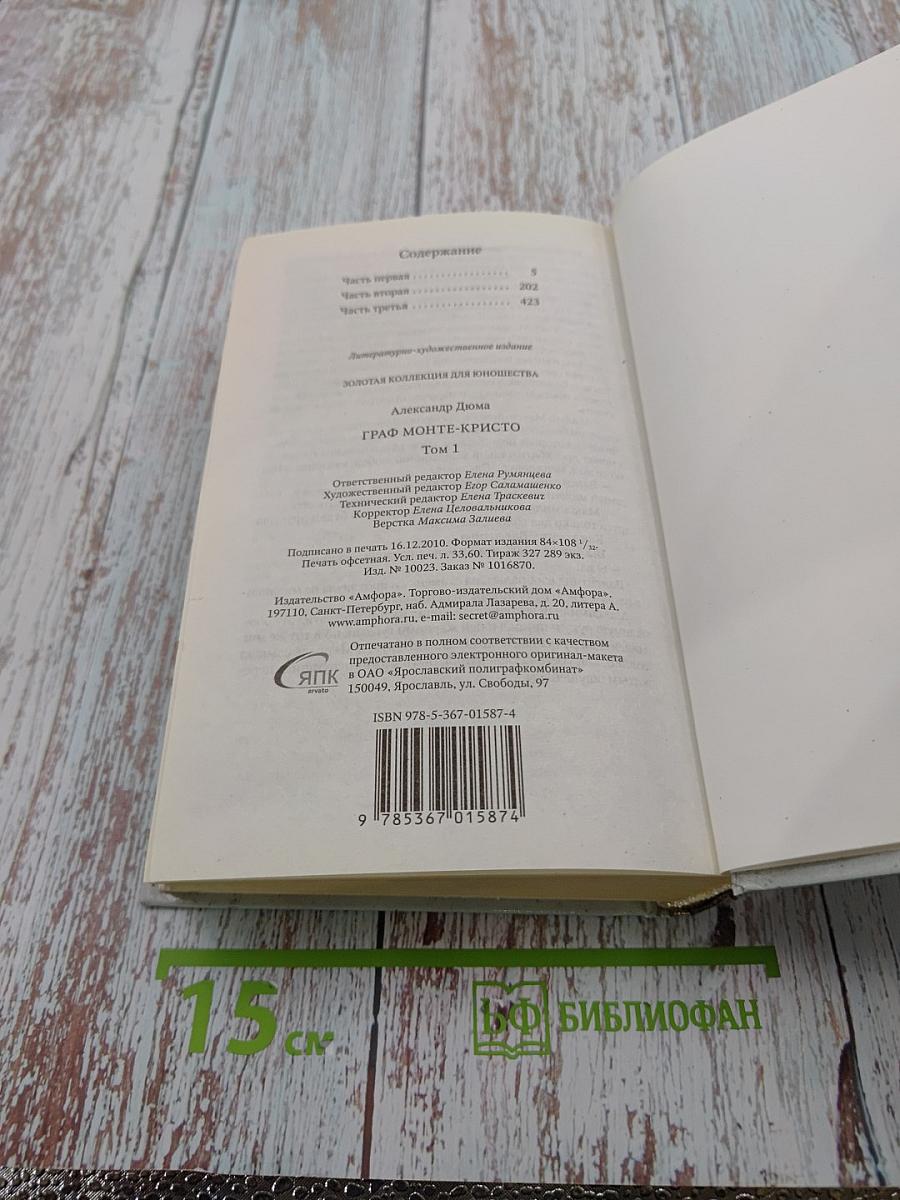 Содержание
Часть первая . . . . . . . . . . . . . . . . . 5
Часть вторая . . . . . . . . . . . . . . . . . 202
Часть третья . . . . . . . . . . . . . . . . . 423
Литературно-художественное издание
ЗОЛОТАЯ КОЛЛЕКЦИЯ ДЛЯ ЮНОШЕСТВА
Александр Дюма
ГРАФ МОНТЕ-КРИСТО
Том 1
Ответственный редактор Елена Румянцева
Художественный редактор Егор Саламашенко
Технический редактор Елена Траскевич
Корректор Елена Целовальникова
Верстка Максима Залиева
Подписано в печать 16.12.2010. Формат издания 84×108 1/32.
Печать офсетная. Усл. печ. л. 33,60. Тираж 327 289 экз.
Изд. № 10023. Заказ № 1016870.
Издательство «Амфора». Торгово-издательский дом «Амфора».
197110, Санкт-Петербург, наб. Адмирала Лазарева, д. 20, литера А.
www.amphora.ru, e-mail: secret@amphora.ru
ЯПК
arvato
Отпечатано в полном соответствии с качеством
предоставленного электронного оригинал-макета
в ОАО «Ярославский полиграфкомбинат»
150049, Ярославль, ул. Свободы, 97
ISBN 978-5-367-01587-4
9 785367 015874
15 см
БФ БИБЛИОФАН